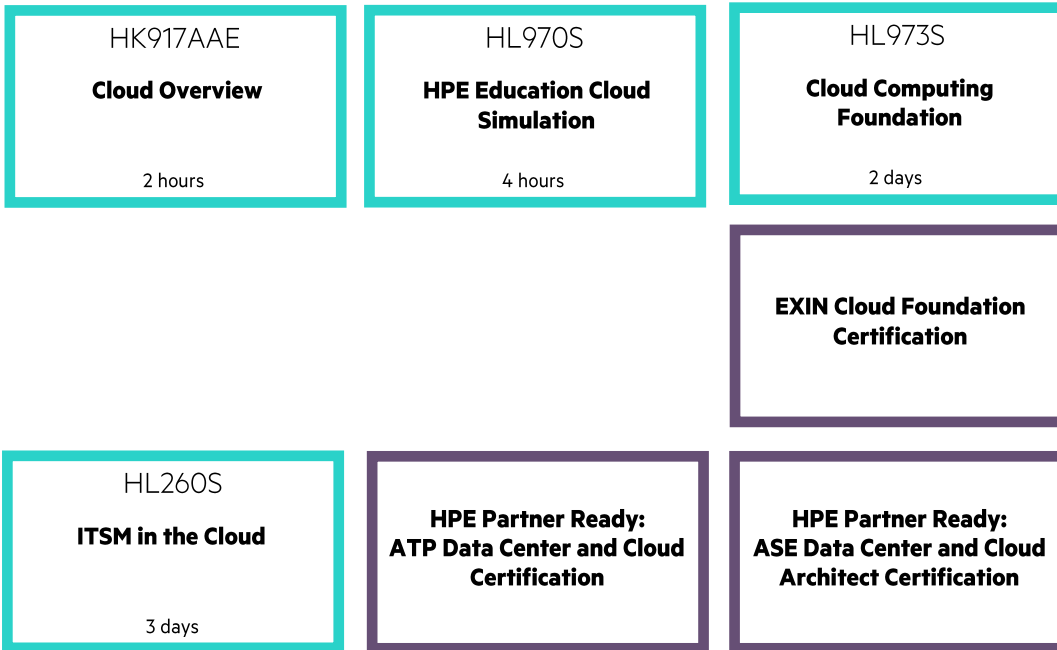 HK917AAE
Cloud Overview
2 hours
HL970S
HPE Education Cloud
Simulation
4 hours
HL973S
Cloud Computing
Foundation
2 days
EXIN Cloud Foundation
Certification
HL260S
ITSM in the Cloud
3 days
HPE Partner Ready:
ATP Data Center and Cloud
Certification
HPE Partner Ready:
ASE Data Center and Cloud
Architect Certification